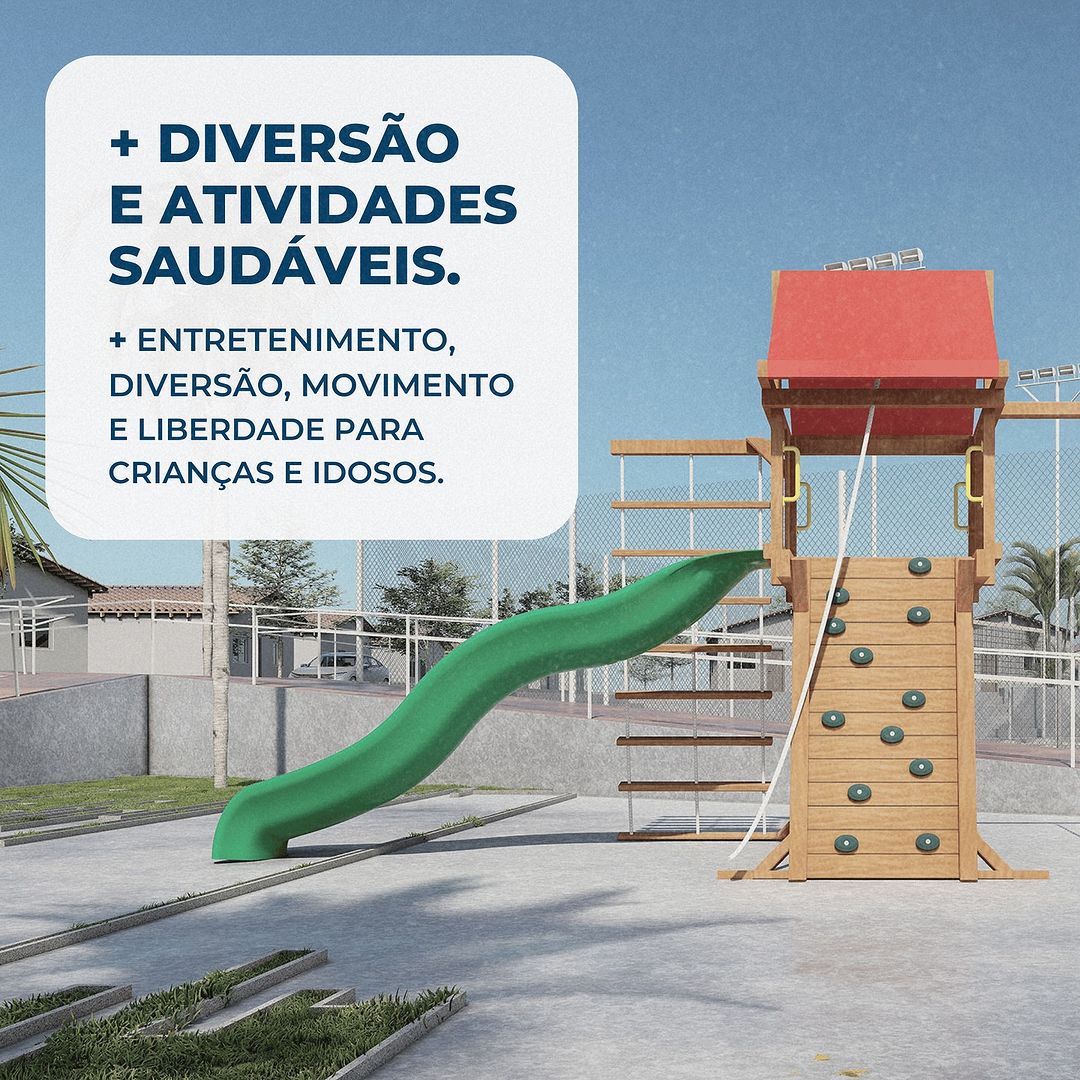 + DIVERSÃO
E ATIVIDADES
SAUDÁVEIS.
+ ENTRETENIMENTO,
DIVERSÃO, MOVIMENTO
E LIBERDADE PARA
CRIANÇAS E IDOSOS.